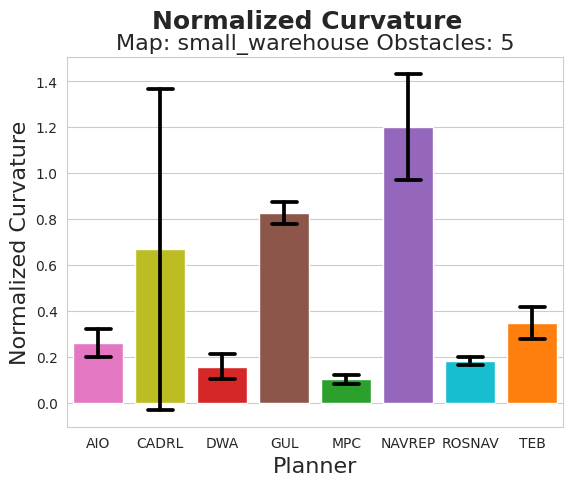 Normalized Curvature
Map: small_warehouse Obstacles: 5
Normalized Curvature
1.4
1.2
1.0
0.8
0.6
0.4
0.2
0.0
AIO CADRL DWA GUL MPC NAVREP ROSNAV TEB
Planner